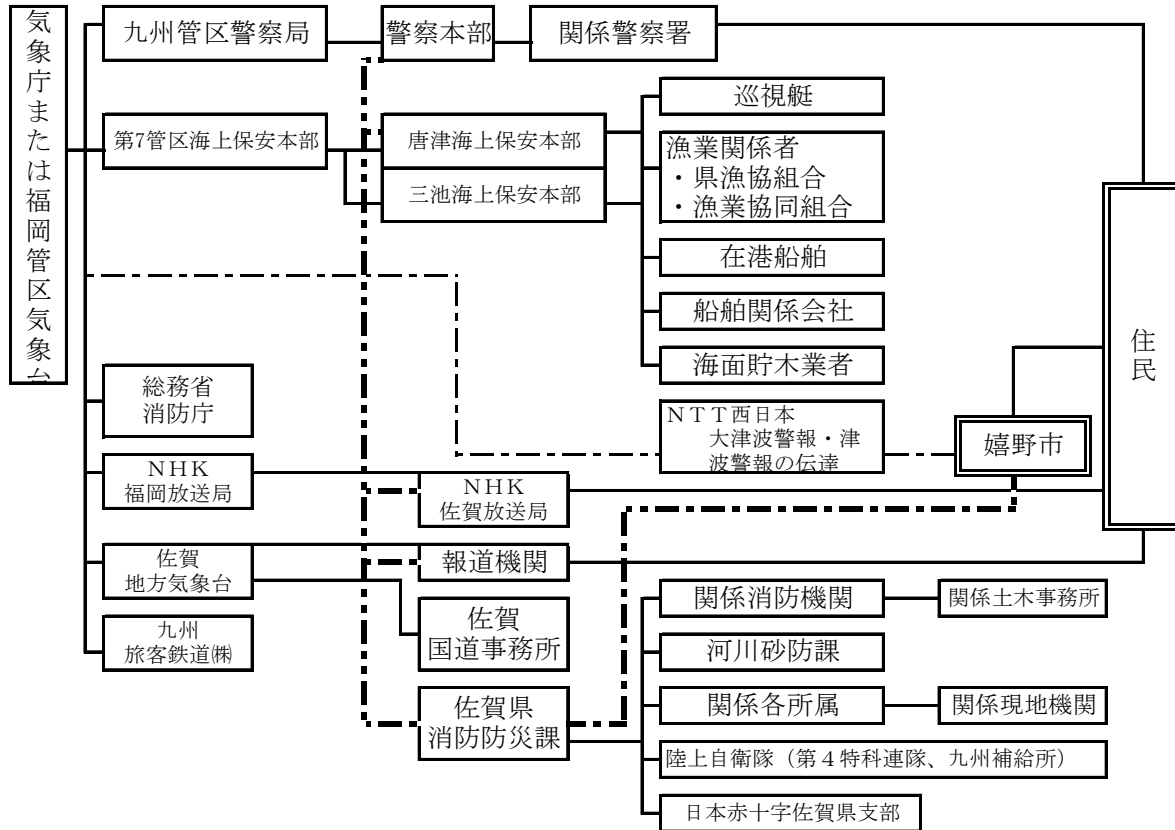 気象庁または福岡管区気象台
九州管区警察局
警察本部
関係警察署
第7管区海上保安本部
唐津海上保安本部
三池海上保安本部
巡視艇
漁業関係者
・県漁協組合
・漁業協同組合
在港船舶
船舶関係会社
海面貯木業者
住民
総務省
消防庁
NTT西日本
大津波警報・津
波警報の伝達
嬉野市
NHK
福岡放送局
NHK
佐賀放送局
佐賀
地方気象台
報道機関
佐賀
国道事務所
九州
旅客鉄道㈱
佐賀県
消防防災課
関係消防機関
関係土木事務所
河川砂防課
関係各所属
関係現地機関
陸上自衛隊（第４特科連隊、九州補給所）
日本赤十字佐賀県支部